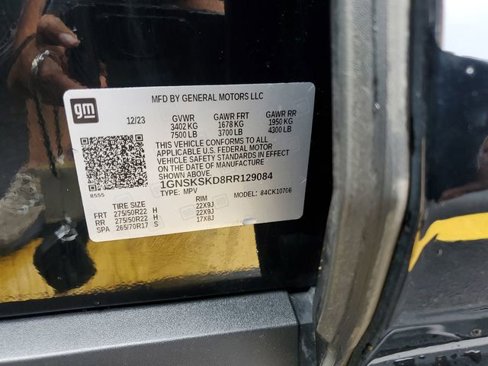 gm
MFD BY GENERAL MOTORS LLC
12/23 GVWR GAWR FRT GAWR RR
3402 KG 1678 KG 1950 KG
7500 LB 3700 LB 4300 LB
THIS VEHICLE CONFORMS TO ALL
APPLICABLE U.S. FEDERAL MOTOR
VEHICLE SAFETY STANDARDS IN EFFECT
ON THE DATE OF MANUFACTURE
SHOWN ABOVE.
1GNSKSKD8RR129084
TYPE: MPV MODEL: 84CK10706
TIRE SIZE RIM
FRT 275/50R22 H 22X9J
RR 275/50R22 H 22X9J
SPA 265/70R17 S 17X8J